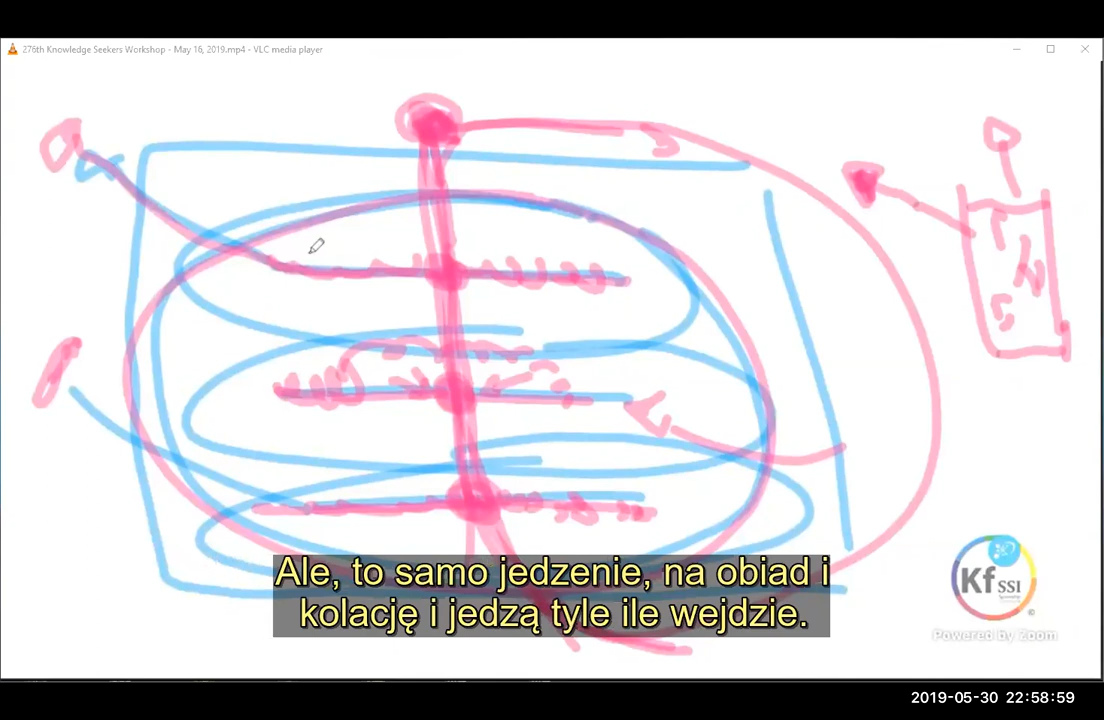 276th Knowledge Seekers Workshop - May 16, 2019.mp4 - VLC media player
Ale, to samo jedzenie, na obiad i
kolację i jedzą tyle ile wejdzie.
Kf SSI
Powered by Zoom
2019-05-30 22:58:59